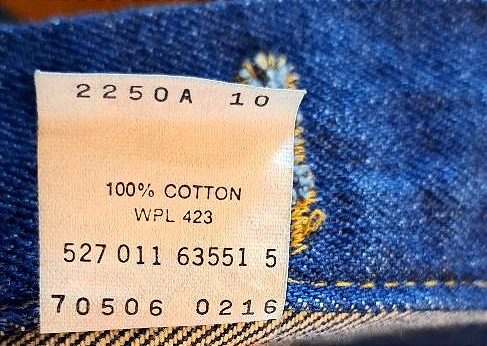 2250A 10
100% COTTON
WPL 423
527 011 63551 5
70506 0216